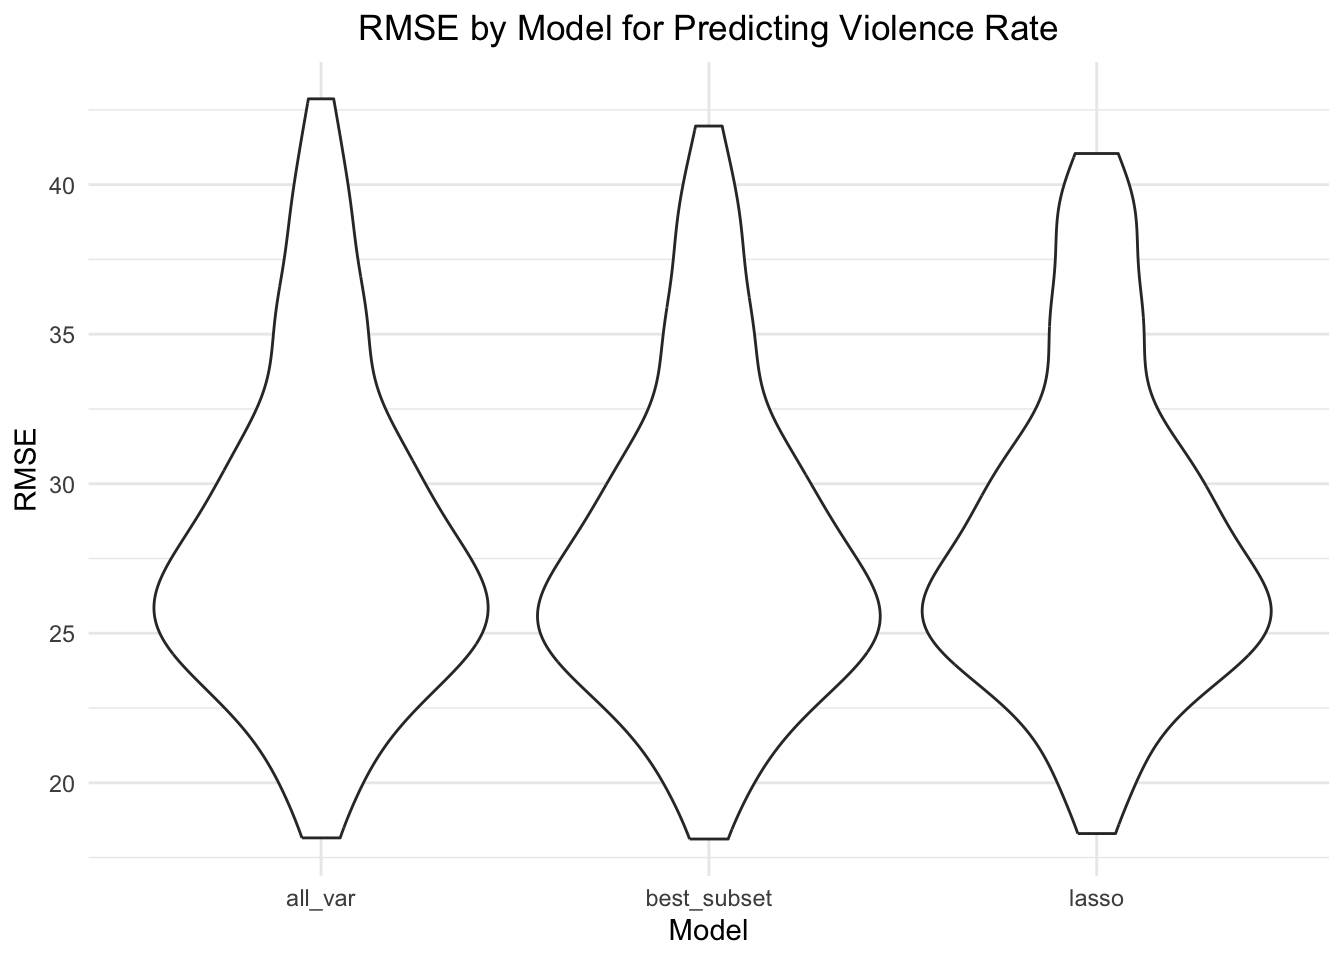 RMSE by Model for Predicting Violence Rate
RMSE
40
35
30
25
20
all_var
best_subset
lasso
Model